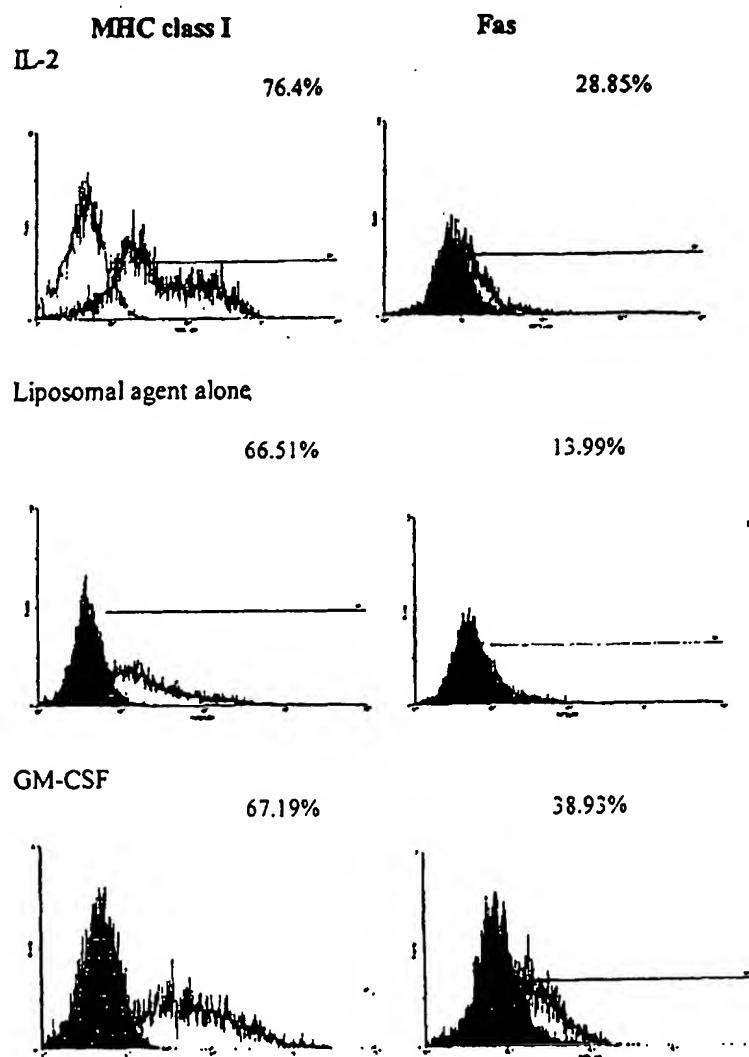 MHC class I Fas
IL-2
76.4% 28.85%
Liposomal agent alone
66.51% 13.99%
GM-CSF
67.19% 38.93%